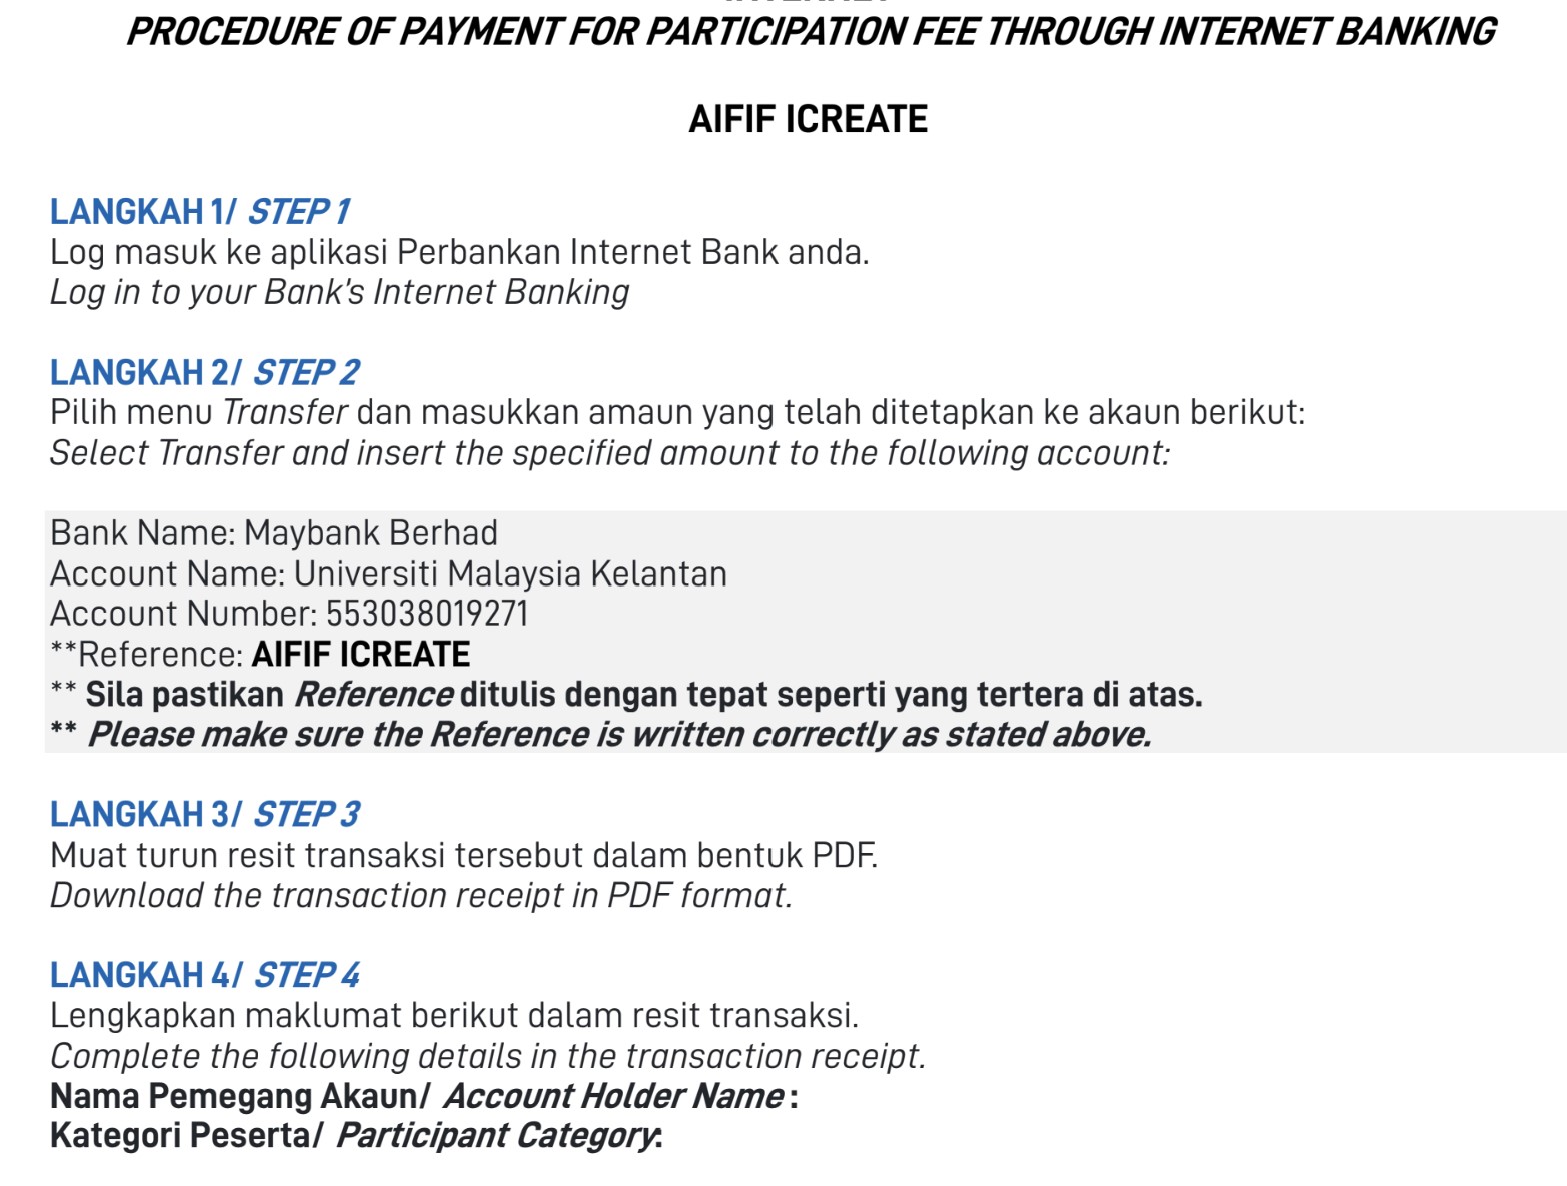 PROCEDURE OF PAYMENT FOR PARTICIPATION FEE THROUGH INTERNET BANKING
AIFIF ICREATE
LANGKAH 1/ STEP 1
Log masuk ke aplikasi Perbankan Internet Bank anda.
Log in to your Bank's Internet Banking
LANGKAH 2/ STEP 2
Pilih menu Transfer dan masukkan amaun yang telah ditetapkan ke akaun berikut:
Select Transfer and insert the specified amount to the following account:
Bank Name: Maybank Berhad
Account Name: Universiti Malaysia Kelantan
Account Number: 553038019271
**Reference: AIFIF ICREATE
** Sila pastikan Reference ditulis dengan tepat seperti yang tertera di atas.
** Please make sure the Reference is written correctly as stated above.
LANGKAH 3/ STEP 3
Muat turun resit transaksi tersebut dalam bentuk PDF.
Download the transaction receipt in PDF format.
LANGKAH 4/ STEP 4
Lengkapkan maklumat berikut dalam resit transaksi.
Complete the following details in the transaction receipt.
Nama Pemegang Akaun/ Account Holder Name :
Kategori Peserta/ Participant Category: